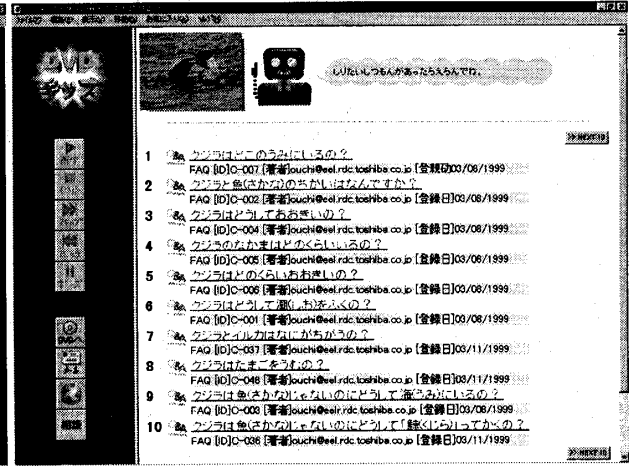 DVD
キッズ
しりたいしつもんがあったらえらんでね。
>> NEXT 10
1 Q&A クジラはどこのうみにいるの？
FAQ [ID]C-007 [著者]ouchi@eel.rdc.toshiba.co.jp [登録日]03/08/1999
2 Q&A クジラと魚(さかな)のちがいはなんですか？
FAQ [ID]C-002 [著者]ouchi@eel.rdc.toshiba.co.jp [登録日]03/08/1999
3 Q&A クジラはどうしておおきいの？
FAQ [ID]C-004 [著者]ouchi@eel.rdc.toshiba.co.jp [登録日]03/08/1999
4 Q&A クジラのなかまはどのくらいいるの？
FAQ [ID]C-005 [著者]ouchi@eel.rdc.toshiba.co.jp [登録日]03/08/1999
5 Q&A クジラはどのくらいおおきいの？
FAQ [ID]C-006 [著者]ouchi@eel.rdc.toshiba.co.jp [登録日]03/08/1999
6 Q&A クジラはどうして潮(しお)をふくの？
FAQ [ID]C-001 [著者]ouchi@eel.rdc.toshiba.co.jp [登録日]03/08/1999
7 Q&A クジラとイルカはなにがちがうの？
FAQ [ID]C-037 [著者]ouchi@eel.rdc.toshiba.co.jp [登録日]03/11/1999
8 Q&A クジラはたまごをうむの？
FAQ [ID]C-048 [著者]ouchi@eel.rdc.toshiba.co.jp [登録日]03/11/1999
9 Q&A クジラは魚(さかな)じゃないのにどうして海(うみ)にいるの？
FAQ [ID]C-003 [著者]ouchi@eelr.rdc.toshiba.co.jp [登録日]03/08/1999
10 Q&A クジラは魚(さかな)じゃないのにどうして「鯨(くじら)」ってかくの？
FAQ [ID]C-036 [著者]ouchi@eel.rdc.toshiba.co.jp [登録日]03/11/1999
>> NEXT 10
DVDへ